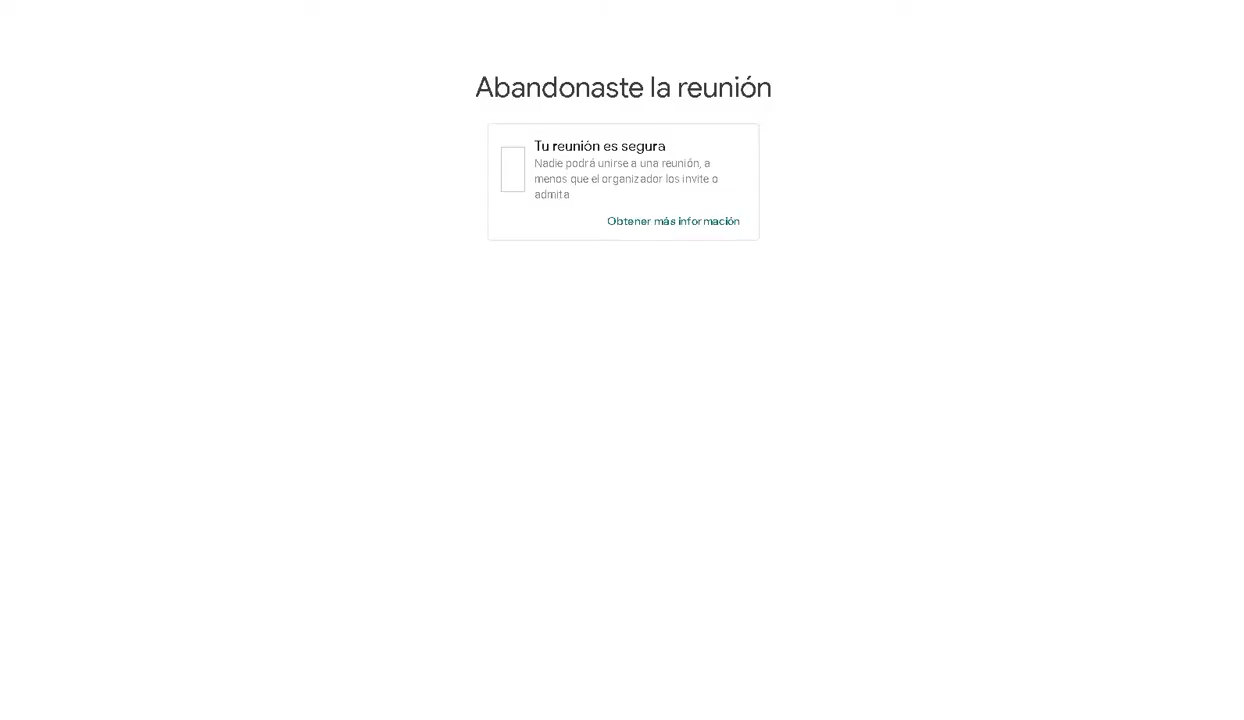 Abandonaste la reunión
Tu reunión es segura
Nadie podrá unirse a una reunión, a
menos que el organizador los invite o
admita
Obtener más información